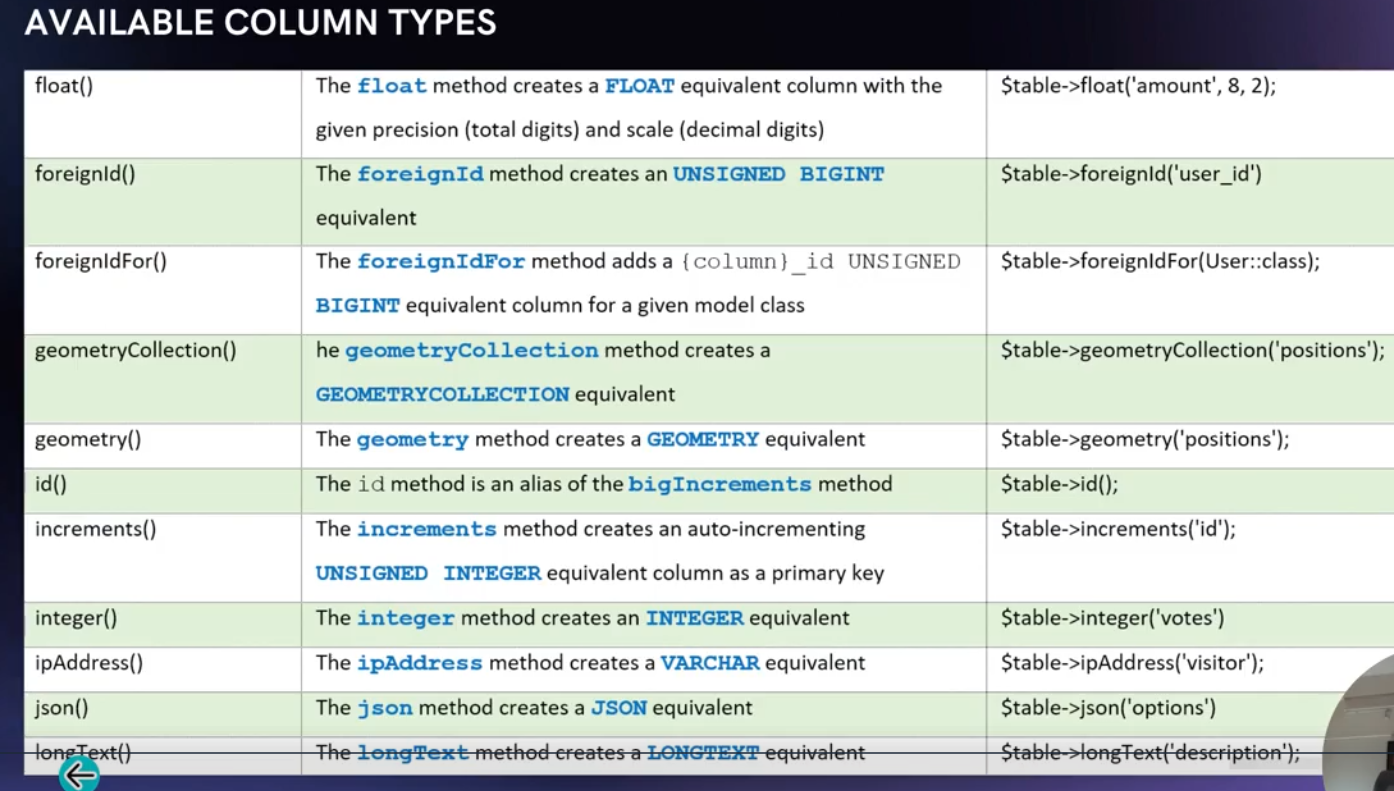 AVAILABLE COLUMN TYPES
float()
The float method creates a FLOAT equivalent column with the
given precision (total digits) and scale (decimal digits)
$table->float('amount', 8, 2);
foreignId()
The foreignId method creates an UNSIGNED BIGINT
equivalent
$table->foreignId('user_id')
foreignIdFor()
The foreignIdFor method adds a {column}_id UNSIGNED
BIGINT equivalent column for a given model class
$table->foreignIdFor(User::class);
geometryCollection()
he geometryCollection method creates a
GEOMETRYCOLLECTION equivalent
$table->geometryCollection('positions');
geometry()
The geometry method creates a GEOMETRY equivalent
$table->geometry('positions');
id()
The id method is an alias of the bigIncrements method
$table->id();
increments()
The increments method creates an auto-incrementing
UNSIGNED INTEGER equivalent column as a primary key
$table->increments('id');
integer()
The integer method creates an INTEGER equivalent
$table->integer('votes')
ipAddress()
The ipAddress method creates a VARCHAR equivalent
$table->ipAddress('visitor');
json()
The json method creates a JSON equivalent
$table->json('options')
longText()
The longText method creates a LONGTEXT equivalent
$table->longText('description');